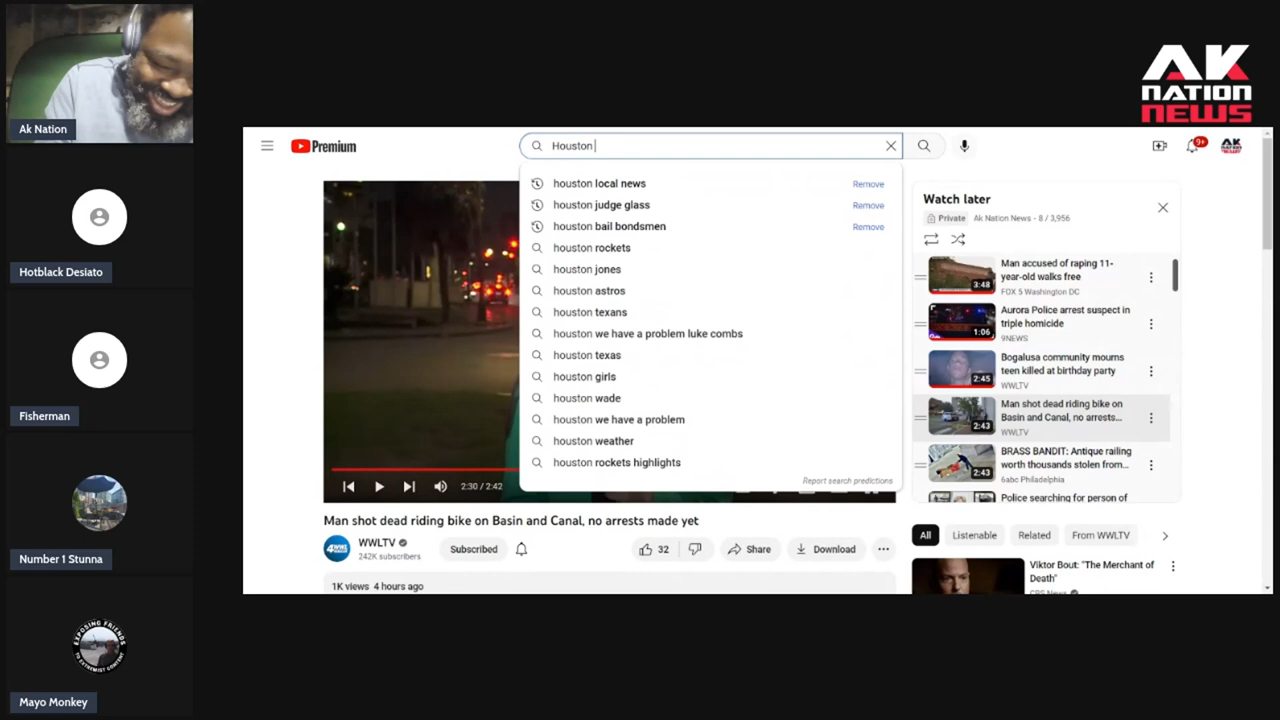 Ak Nation
Hotblack Desiato
Fisherman
Number 1 Stunna
EXPOSING FRIENDS
TO EXTREMIST CONTENT
Mayo Monkey
AK
NATION
NEWS
Premium
Houston
9+
houston local news Remove
houston judge glass Remove
houston bail bondsmen Remove
houston rockets
houston jones
houston astros
houston texans
houston we have a problem luke combs
houston texas
houston girls
houston wade
houston we have a problem
houston weather
houston rockets highlights
Report search predictions
2:30 / 2:42
Man shot dead riding bike on Basin and Canal, no arrests made yet
WWLTV
242K subscribers
Subscribed
32
Share
Download
1K views 4 hours ago
Watch later
Private Ak Nation News - 8 / 3,956
3:48
Man accused of raping 11-
year-old walks free
FOX 5 Washington DC
1:06
Aurora Police arrest suspect in
triple homicide
9NEWS
2:45
Bogalusa community mourns
teen killed at birthday party
WWLTV
2:43
Man shot dead riding bike on
Basin and Canal, no arrests...
WWLTV
2:43
BRASS BANDIT: Antique railing
worth thousands stolen from...
6abc Philadelphia
Police searching for person of
All
Listenable
Related
From WWLTV
Viktor Bout: "The Merchant of
Death"
CBS News